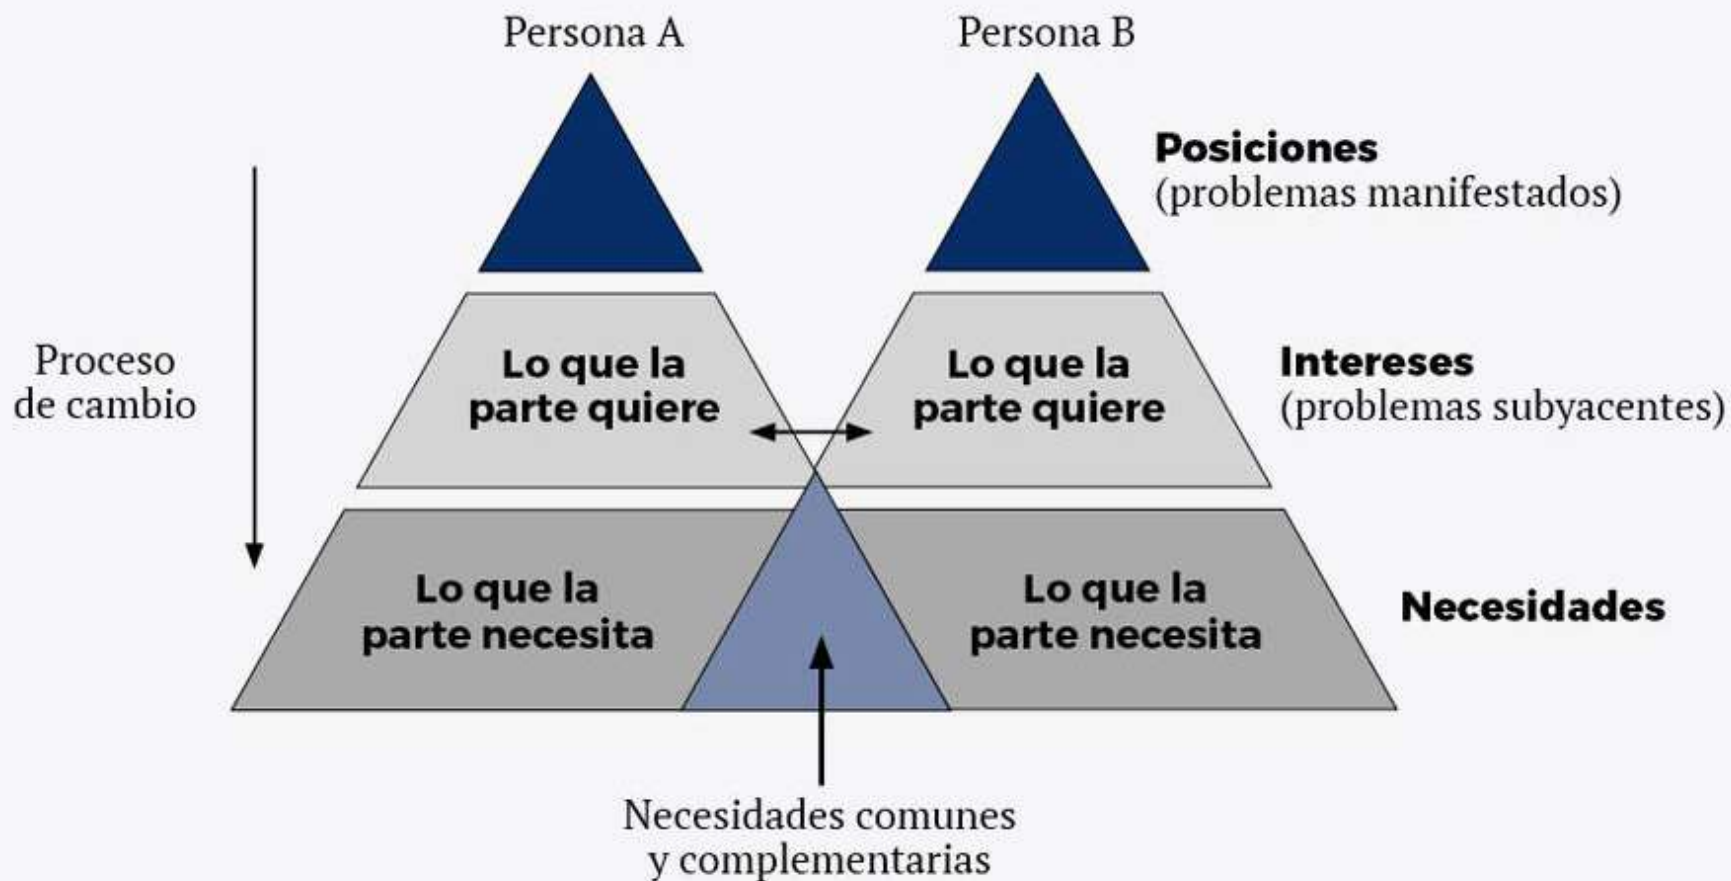 Persona A
Persona B
Posiciones
(problemas manifestados)
Proceso
de cambio
Lo que la
parte quiere
Lo que la
parte quiere
Intereses
(problemas subyacentes)
Lo que la
parte necesita
Lo que la
parte necesita
Necesidades
Necesidades comunes
y complementarias